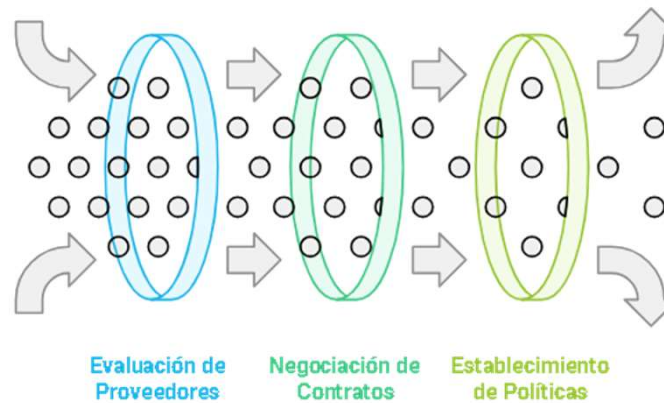 Evaluación de
Proveedores
Negociación de
Contratos
Establecimiento
de Políticas